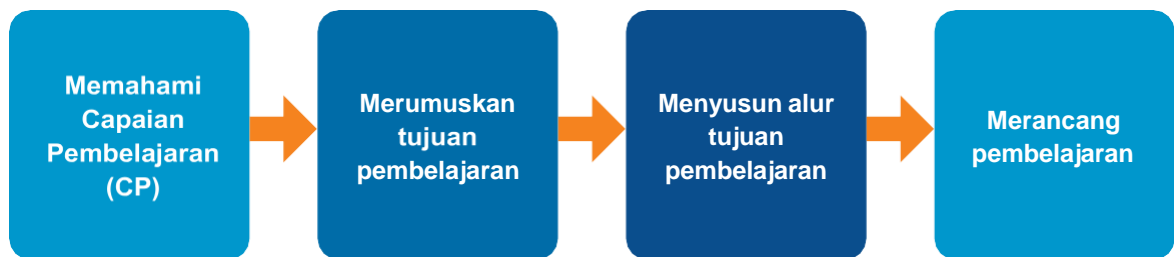 Memahami
Capaian
Pembelajaran
(CP)
Merumuskan
tujuan
pembelajaran
Menyusun alur
tujuan
pembelajaran
Merancang
pembelajaran